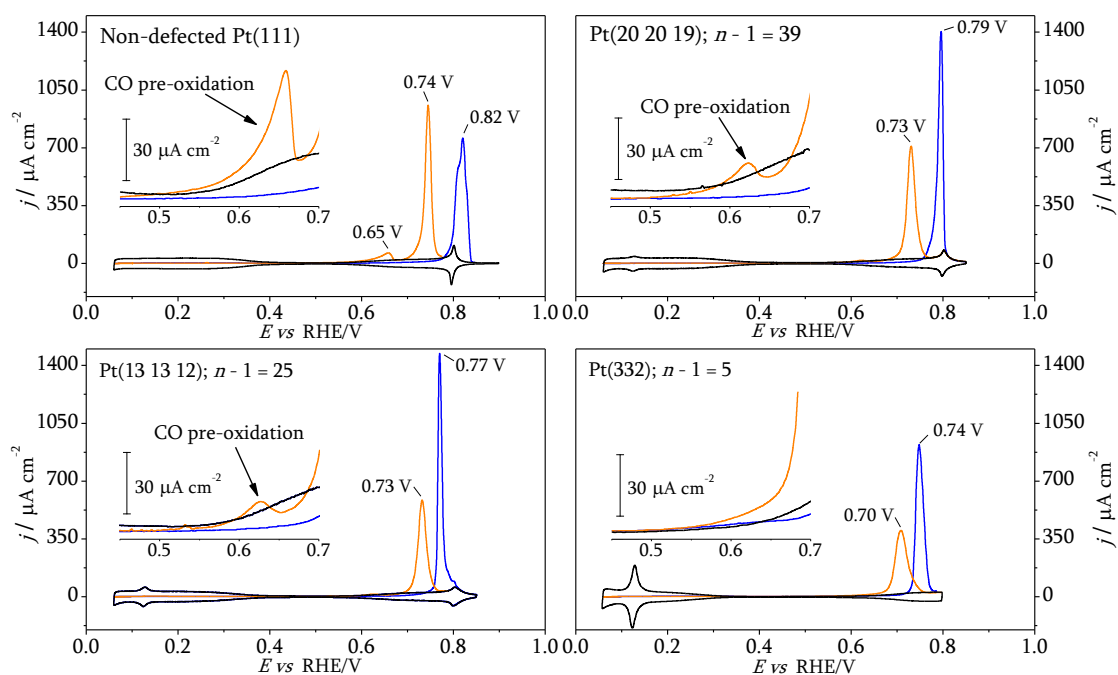 Non-defected Pt(111)
CO pre-oxidation
30 µA cm⁻²
0.5 0.6 0.7
0.65 V
0.74 V
0.82 V
1400
1050
700
350
0
j / µA cm⁻²
0.0 0.2 0.4 0.6 0.8 1.0
E vs RHE/V
Pt(20 20 19); n - 1 = 39
CO pre-oxidation
30 µA cm⁻²
0.5 0.6 0.7
0.73 V
0.79 V
1400
1050
700
350
0
j / µA cm⁻²
0.0 0.2 0.4 0.6 0.8 1.0
E vs RHE/V
Pt(13 13 12); n - 1 = 25
CO pre-oxidation
30 µA cm⁻²
0.5 0.6 0.7
0.73 V
0.77 V
1400
1050
700
350
0
j / µA cm⁻²
0.0 0.2 0.4 0.6 0.8 1.0
E vs RHE/V
Pt(332); n - 1 = 5
30 µA cm⁻²
0.5 0.6 0.7
0.70 V
0.74 V
1400
1050
700
350
0
j / µA cm⁻²
0.0 0.2 0.4 0.6 0.8 1.0
E vs RHE/V